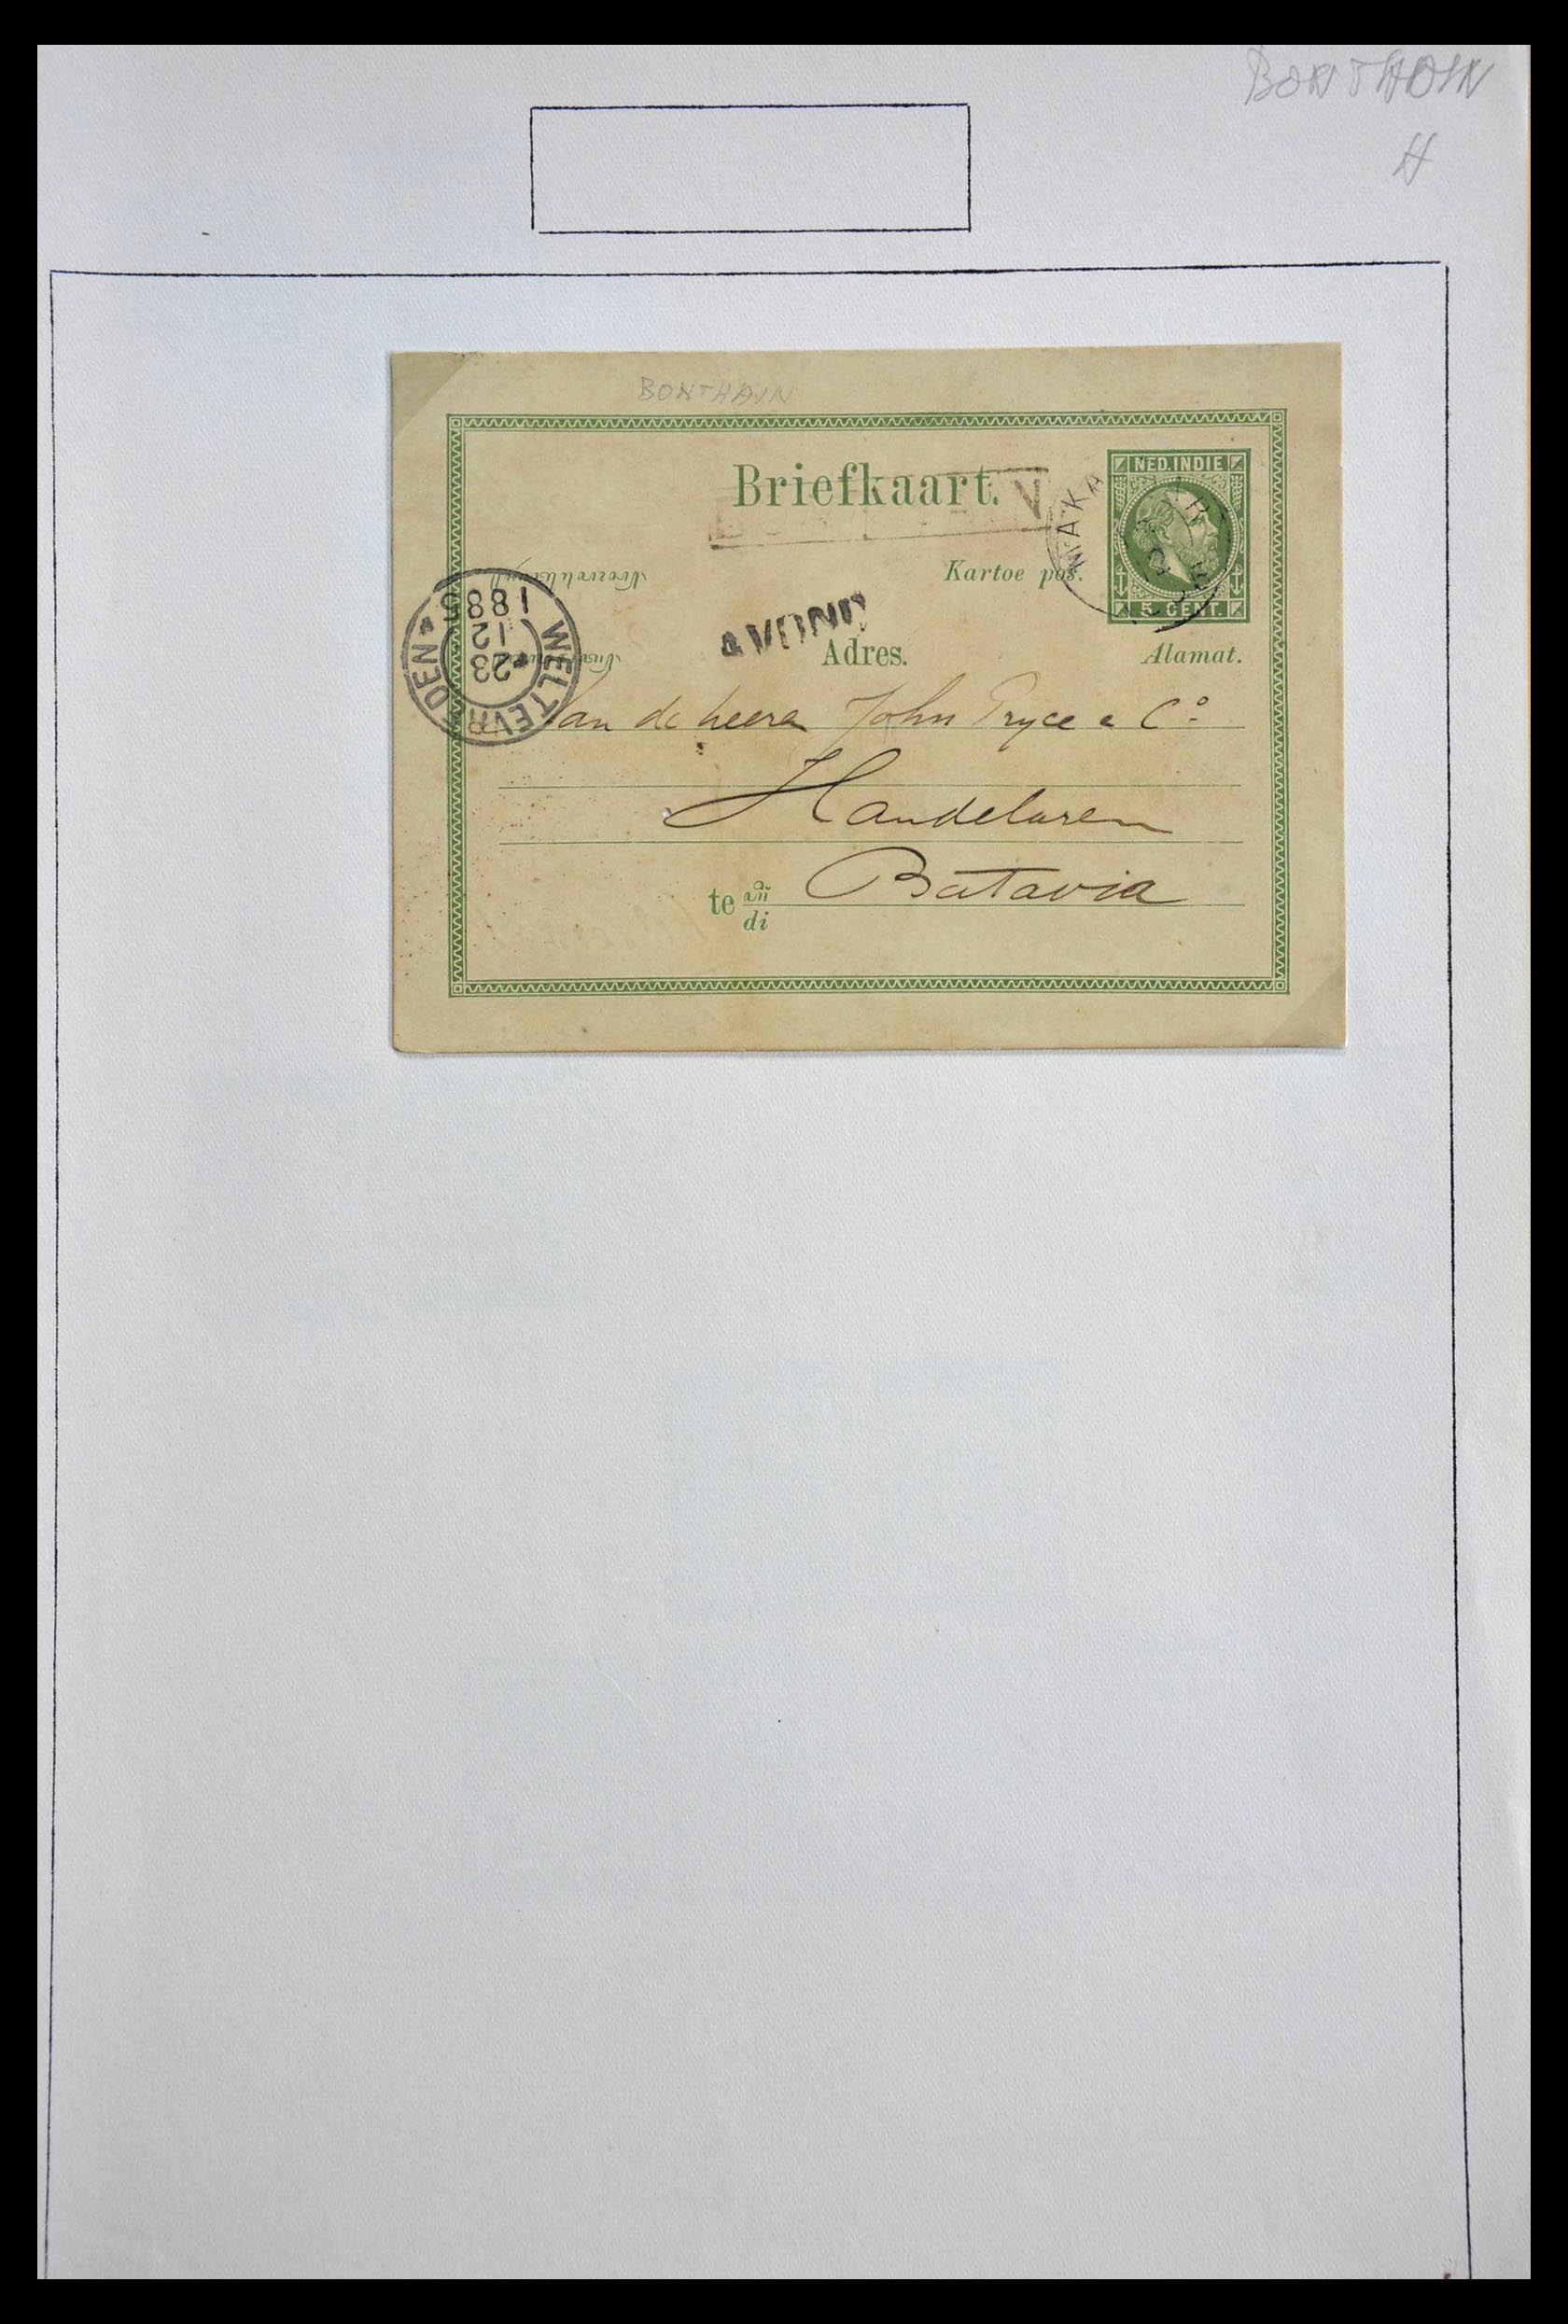 BONTHAIN
H
BONTHAIN
Briefkaart.
NED. INDIE
MAKA
Kartoe pos.
5. CENT.
WELTEVREDEN
23
12
1885
AVOND
Adres.
Alamat.
Aan de heeren John Pryce & Co
Handelaren
te di Batavia